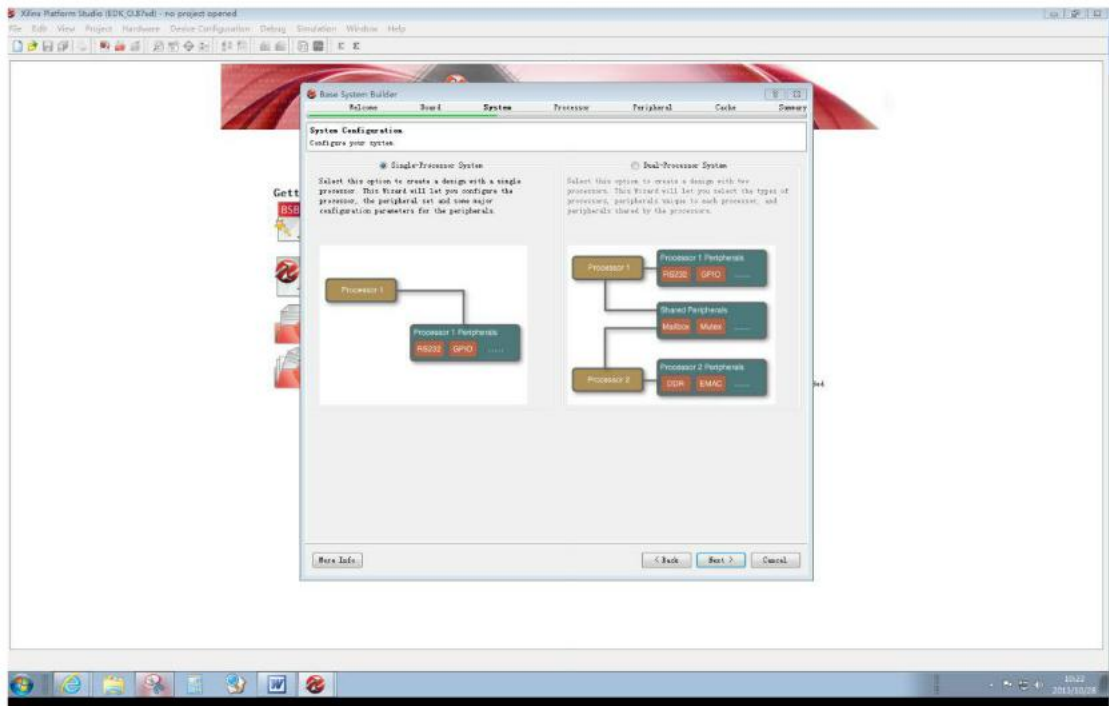 Xilinx Platform Studio (EDK_O.87xd) - no project opened
File Edit View Project Hardware Device Configuration Debug Simulation Window Help
Base System Builder
Welcome Board System Processor Peripheral Cache Summary
System Configuration
Configure your system.
Single-Processor System
Select this option to create a design with a single
processor. This Wizard will let you configure the
processor, the peripheral set and some major
configuration parameters for the peripherals.
Dual-Processor System
Select this option to create a design with two
processors. This Wizard will let you select the types of
processors, peripherals unique to each processor, and
peripherals shared by the processors.
Gett
BSB
Processor 1
Processor 1 Peripherals
RS232 GPIO ......
Processor 1
Processor 1 Peripherals
RS232 GPIO ......
Shared Peripherals
Mailbox Mutex ......
Processor 2
Processor 2 Peripherals
DDR EMAC ......
More Info
< Back Next > Cancel
10:22
2013/10/28